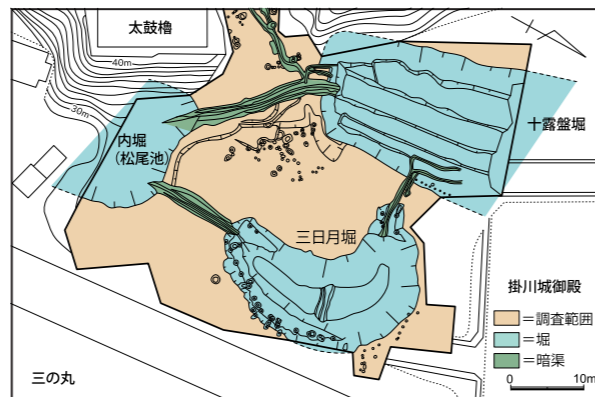 太鼓櫓
40m
30m
内堀
（松尾池）
十露盤堀
三日月堀
掛川城御殿
＝調査範囲
＝堀
＝暗渠
0 10m
三の丸